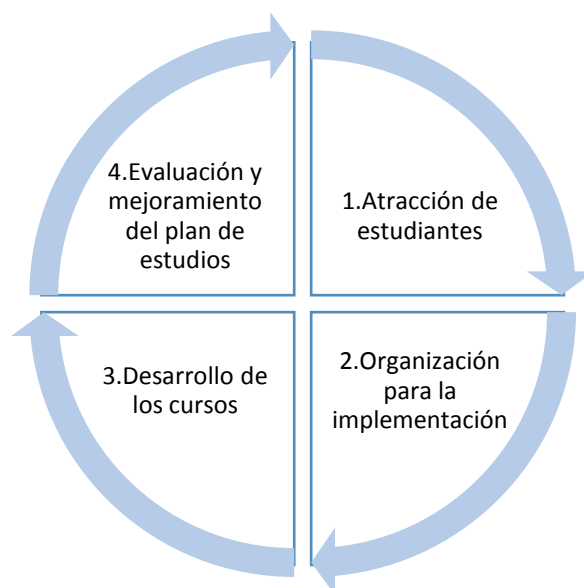 1.Atracción de
estudiantes
2.Organización
para la
implementación
3.Desarrollo de
los cursos
4.Evaluación y
mejoramiento
del plan de
estudios